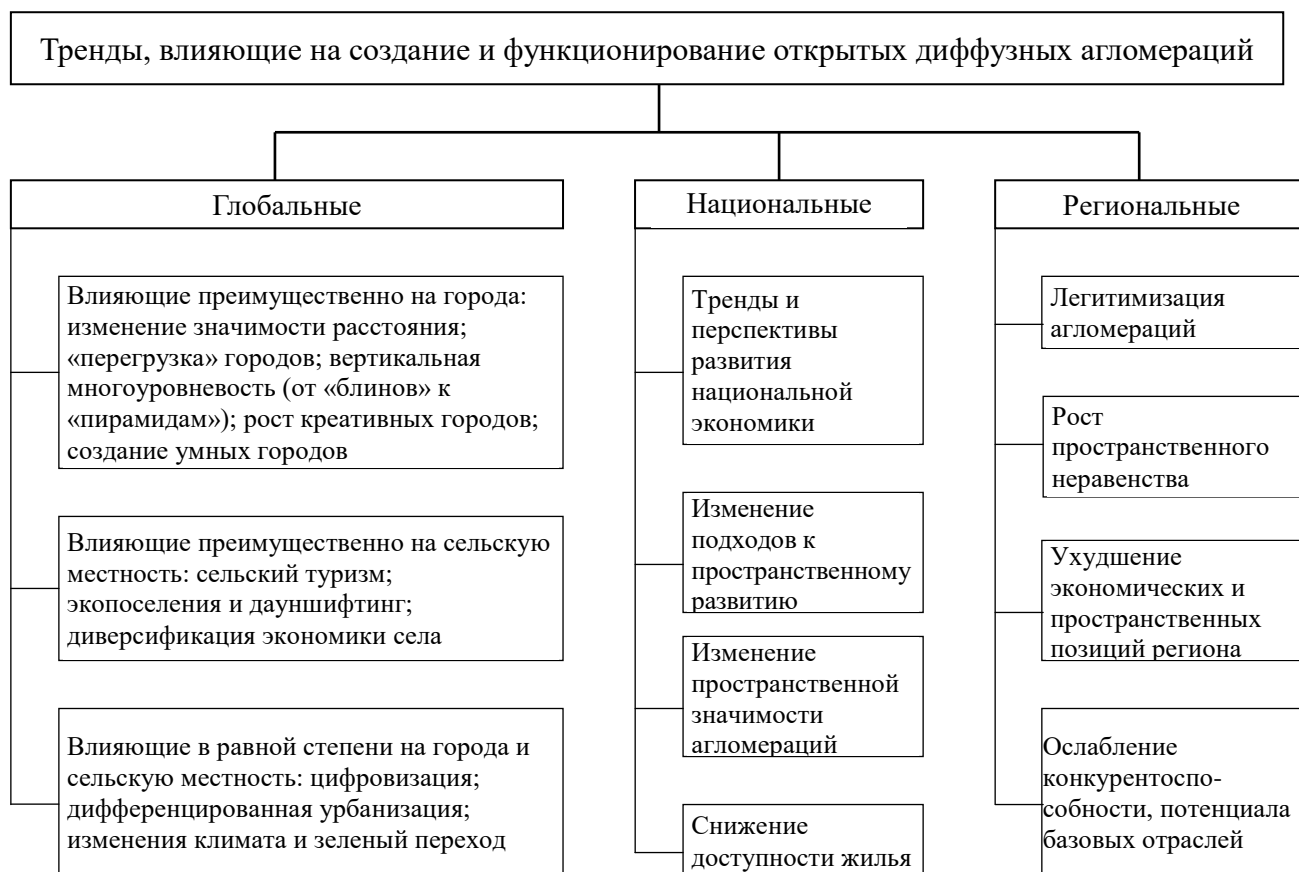 Тренды, влияющие на создание и функционирование открытых диффузных агломераций
Глобальные
Влияющие преимущественно на города:
изменение значимости расстояния;
«перегрузка» городов; вертикальная
многоуровневость (от «блинов» к
«пирамидам»); рост креативных городов;
создание умных городов
Влияющие преимущественно на сельскую
местность: сельский туризм;
экопоселения и дауншифтинг;
диверсификация экономики села
Влияющие в равной степени на города и
сельскую местность: цифровизация;
дифференцированная урбанизация;
изменения климата и зеленый переход
Национальные
Тренды и
перспективы
развития
национальной
экономики
Изменение
подходов к
пространственному
развитию
Изменение
пространственной
значимости
агломераций
Снижение
доступности жилья
Региональные
Легитимизация
агломераций
Рост
пространственного
неравенства
Ухудшение
экономических и
пространственных
позиций региона
Ослабление
конкурентоспо-
собности, потенциала
базовых отраслей